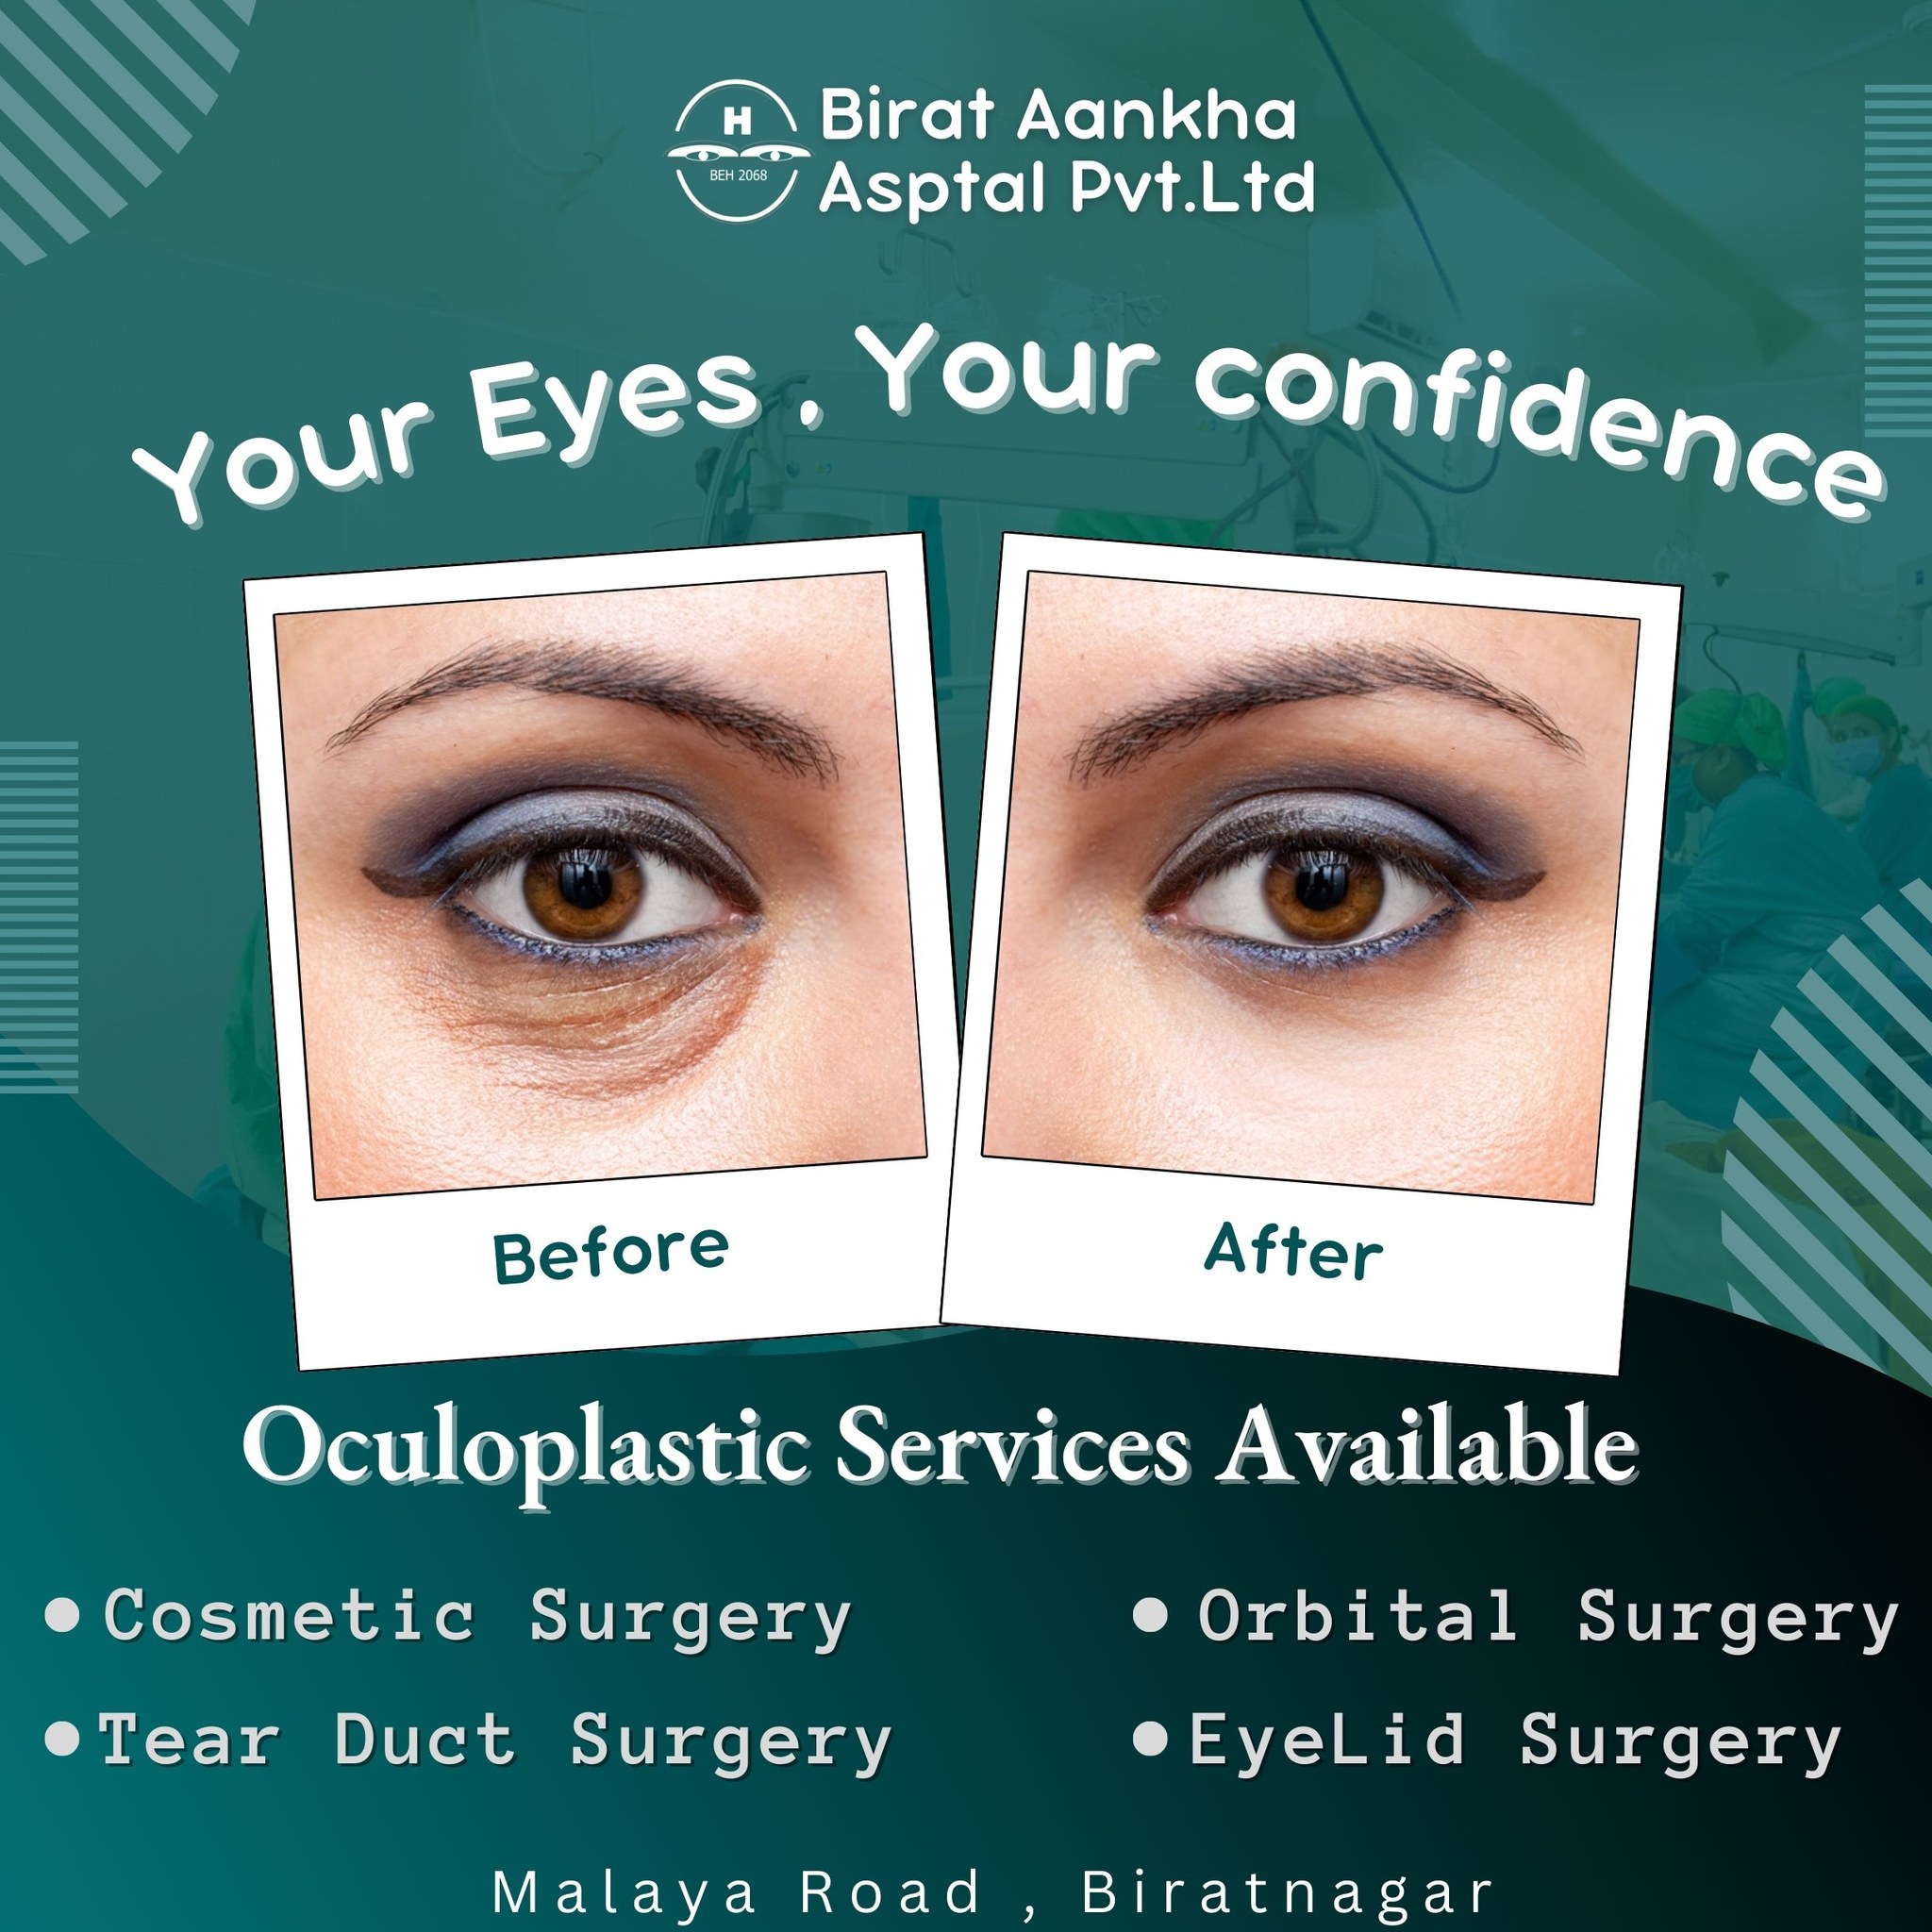 H
BEH 2068
Birat Aankha
Asptal Pvt.Ltd
Your Eyes , Your confidence
Before
After
Oculoplastic Services Available
• Cosmetic Surgery
• Orbital Surgery
• Tear Duct Surgery
• EyeLid Surgery
Malaya Road , Biratnagar